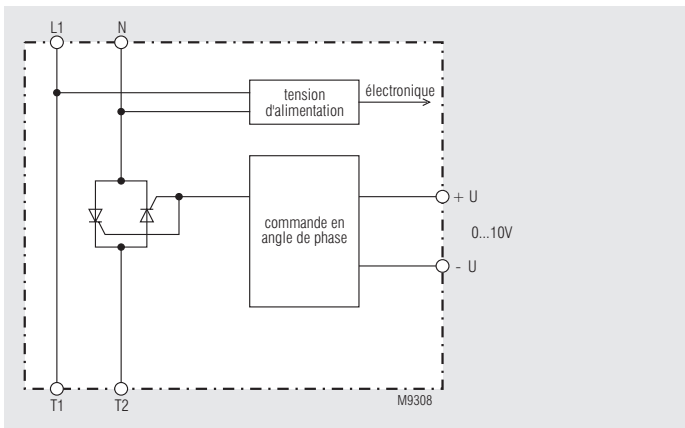 L1 N
tension
d'alimentation
électronique
commande en
angle de phase
+ U
0...10V
- U
T1 T2
M9308